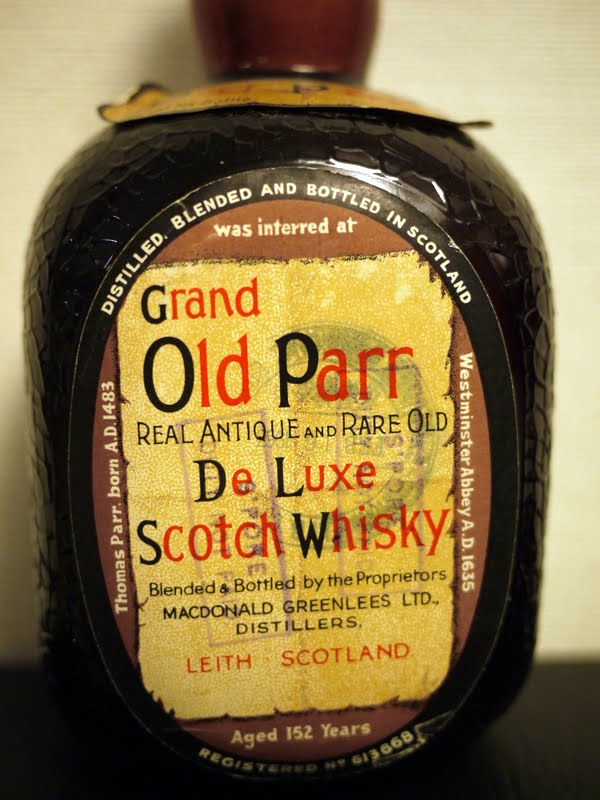 DISTILLED. BLENDED AND BOTTLED IN SCOTLAND
was interred at
Grand
Old Parr
REAL ANTIQUE AND RARE OLD
De Luxe
Scotch Whisky
Blended & Bottled by the Proprietors
MACDONALD GREENLEES LTD.,
DISTILLERS,
LEITH SCOTLAND
Thomas Parr. born A.D. 1483
Westminster Abbey A.D. 1635
Aged 152 Years
REGISTERED Nº 613868